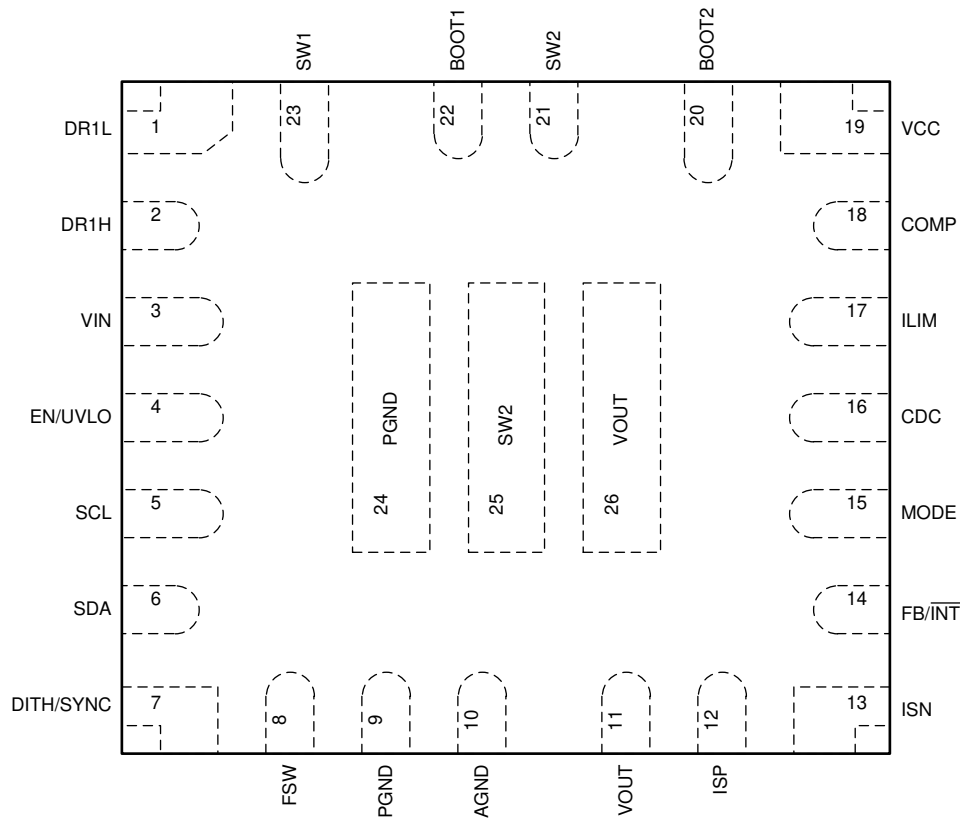 SW1
BOOT1
SW2
BOOT2
DR1L
1
23
22
21
20
19
VCC
DR1H
2
18
COMP
VIN
3
17
ILIM
EN/UVLO
4
PGND
SW2
VOUT
16
CDC
SCL
5
24
25
26
15
MODE
SDA
6
14
FB/I̅N̅T̅
DITH/SYNC
7
8
9
10
11
12
13
ISN
FSW
PGND
AGND
VOUT
ISP